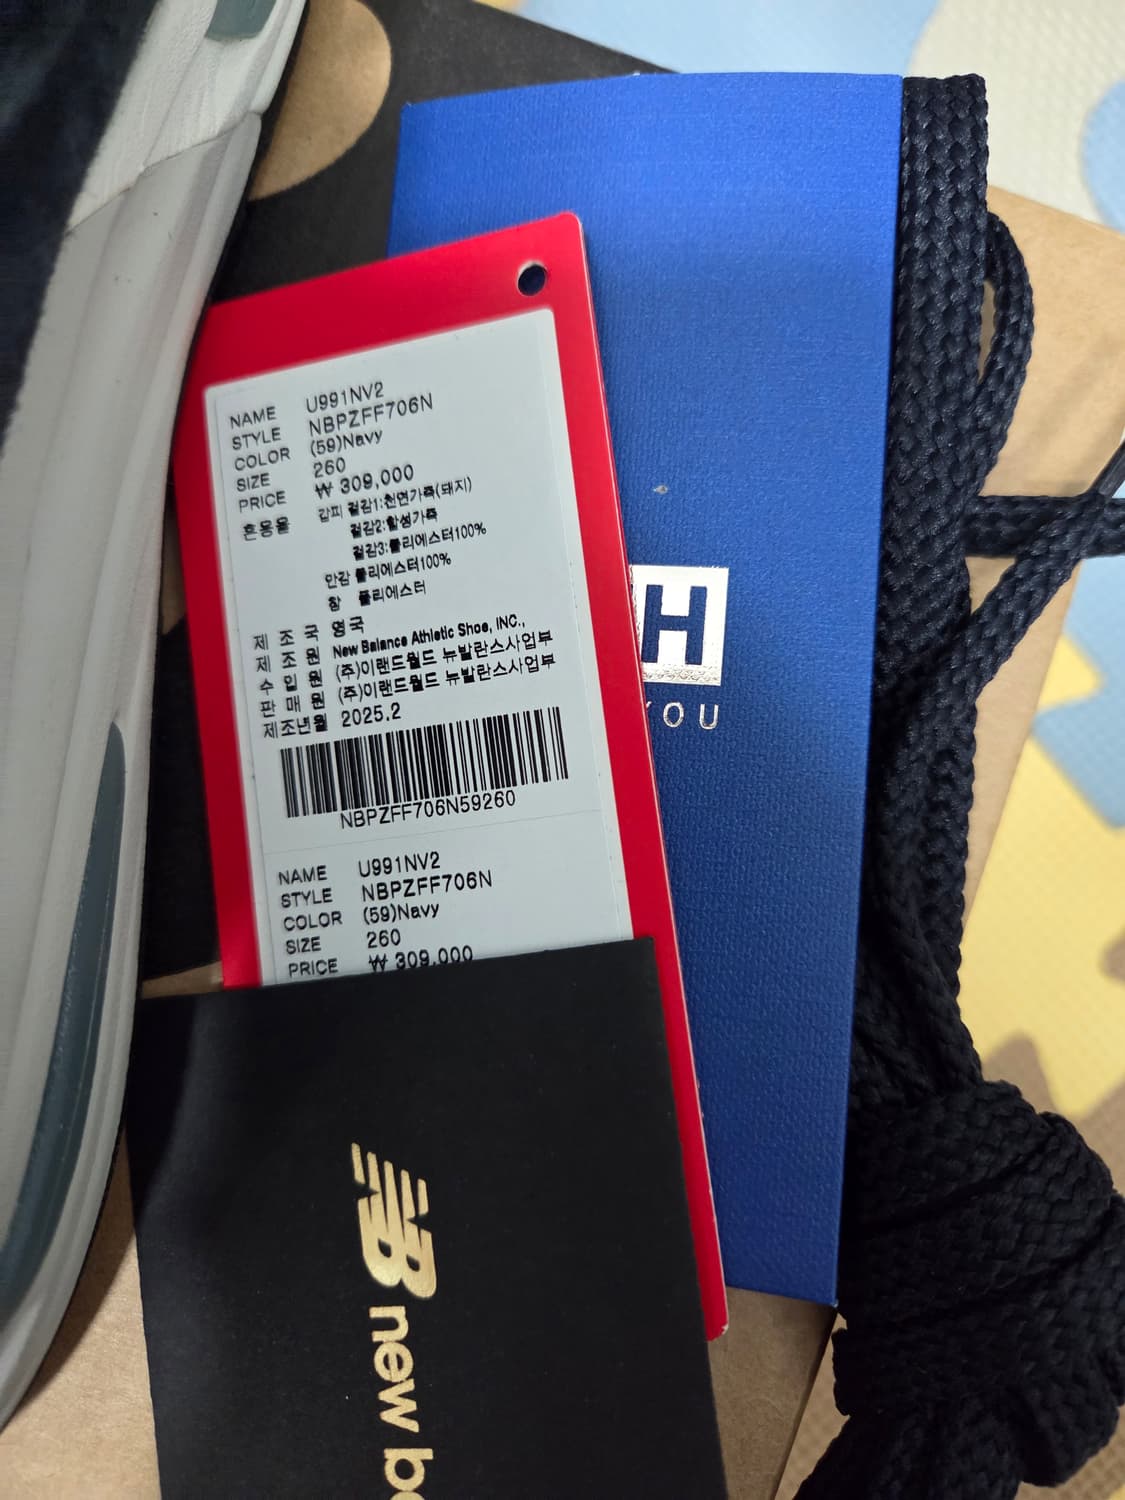 NAME U991NV2
STYLE NBPZFF706N
COLOR (59)Navy
SIZE 260
PRICE ₩ 309,000
혼용율 갑피 겉감1:천연가죽(돼지)
겉감2:합성가죽
겉감3:폴리에스터100%
안감 폴리에스터100%
창 폴리에스터
제 조 국 영국
제 조 원 New Balance Athletic Shoe, INC.,
수 입 원 (주)이랜드월드 뉴발란스사업부
판 매 원 (주)이랜드월드 뉴발란스사업부
제조년월 2025.2
NBPZFF706N59260
NAME U991NV2
STYLE NBPZFF706N
COLOR (59)Navy
SIZE 260
PRICE ₩ 309,000
H
YOU
NB
new b